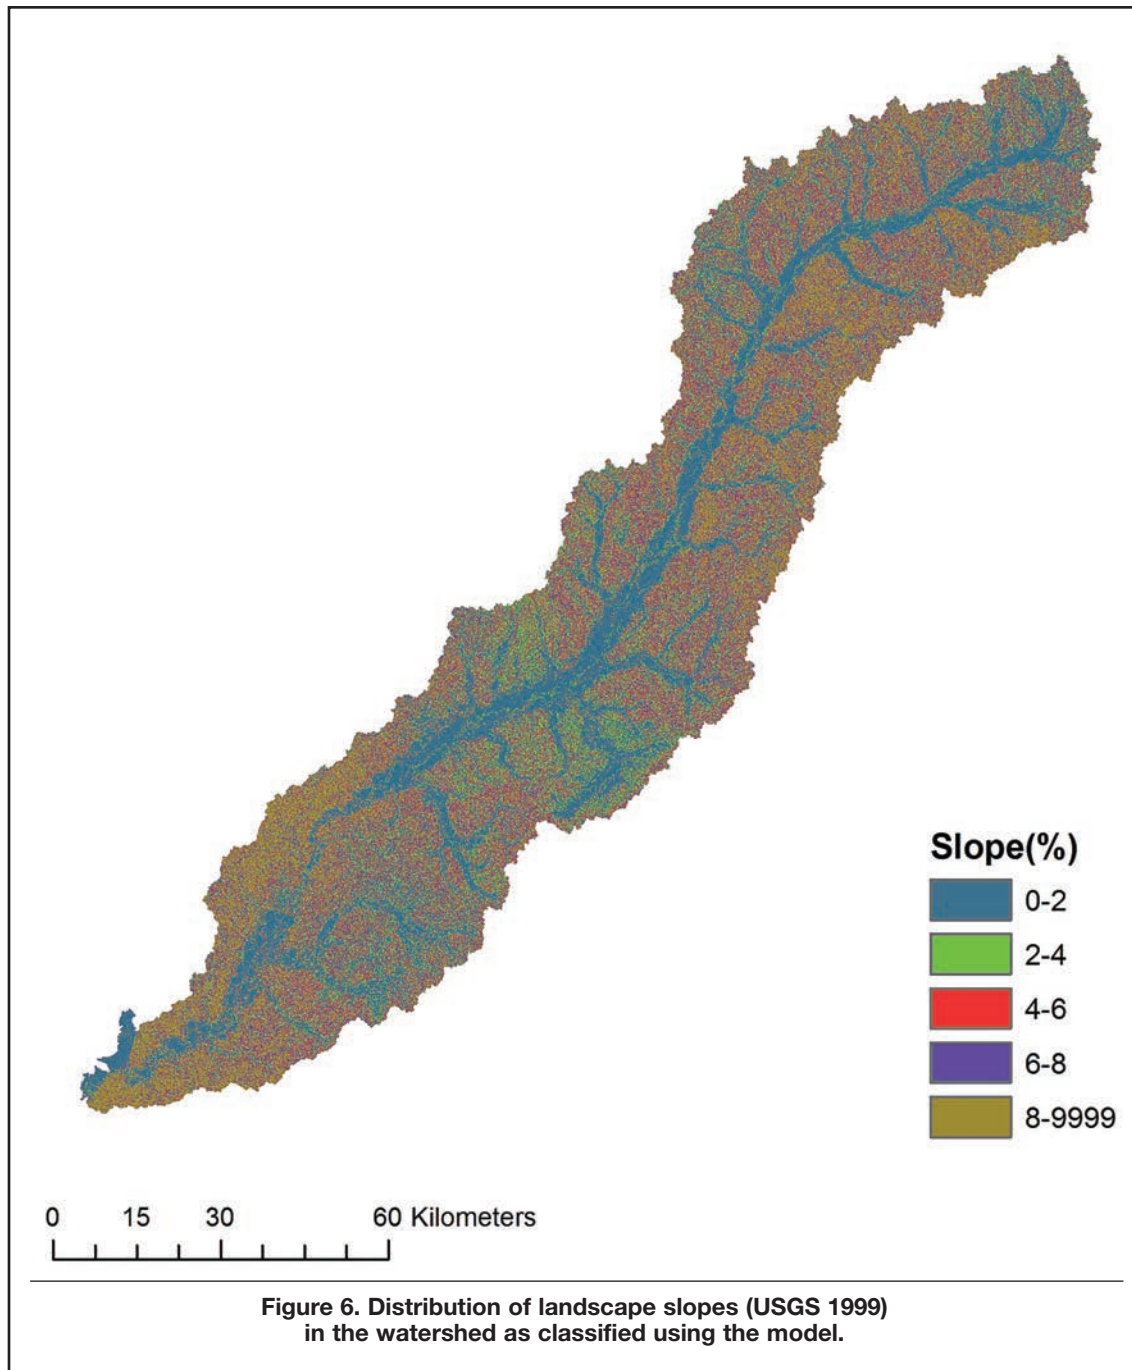 Slope(%)
0-2
2-4
4-6
6-8
8-9999
0 15 30 60 Kilometers
Figure 6. Distribution of landscape slopes (USGS 1999)
in the watershed as classified using the model.